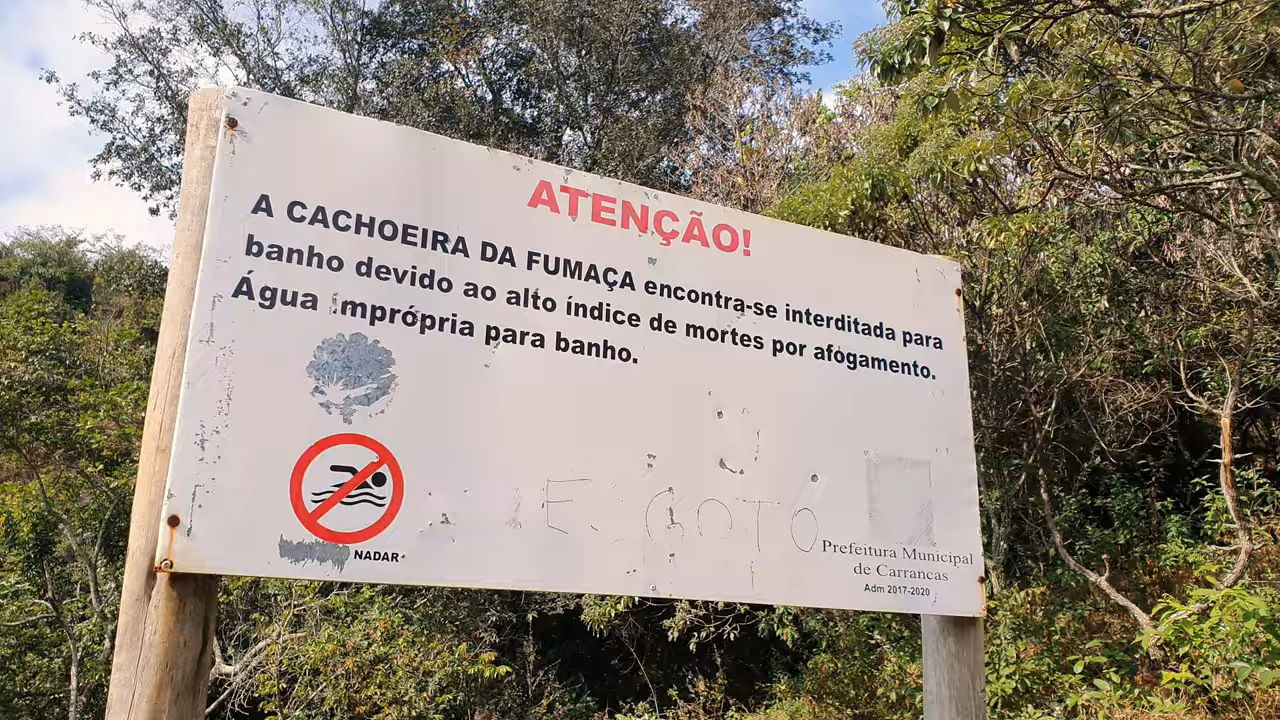 ATENÇÃO!
A CACHOEIRA DA FUMAÇA encontra-se interditada para
banho devido ao alto índice de mortes por afogamento.
Água imprópria para banho.
NADAR
Prefeitura Municipal
de Carrancas
Adm 2017-2020